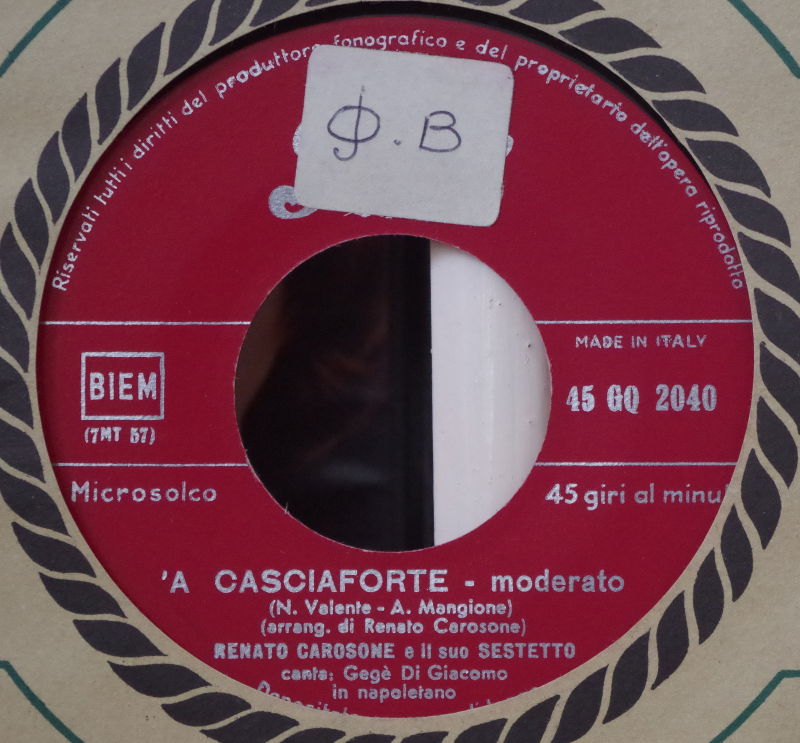 Riservati tutti i diritti del produttore fonografico e del proprietario dell'opera riprodotta
Φ.B
MADE IN ITALY
BIEM
45 GQ 2040
(7MT 57)
Microsolco
45 giri al minu
'A CASCIAFORTE - moderato
(N. Valente - A. Mangione)
(arrang. di Renato Carosone)
RENATO CAROSONE e il suo SESTETTO
canta: Gegè Di Giacomo
in napoletano